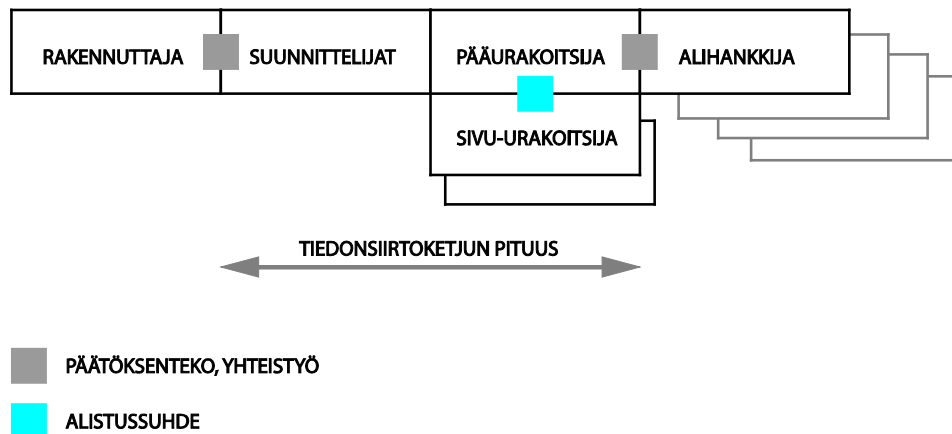 RAKENNUTTAJA SUUNNITTELIJAT PÄÄURAKOITSIJA ALIHANKKIJA
SIVU-URAKOITSIJA
TIEDONSIIRTOKETJUN PITUUS
PÄÄTÖKSENTEKO, YHTEISTYÖ
ALISTUSSUHDE